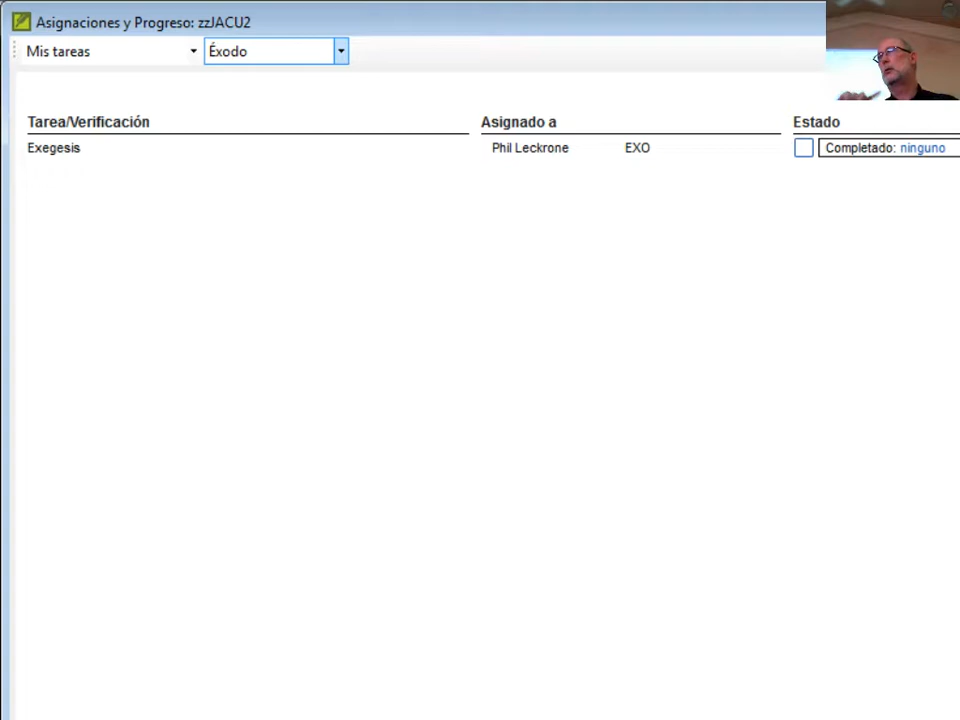 Asignaciones y Progreso: zzJACU2
Mis tareas Éxodo
Tarea/Verificación Asignado a Estado
Exegesis Phil Leckrone EXO Completado: ninguno